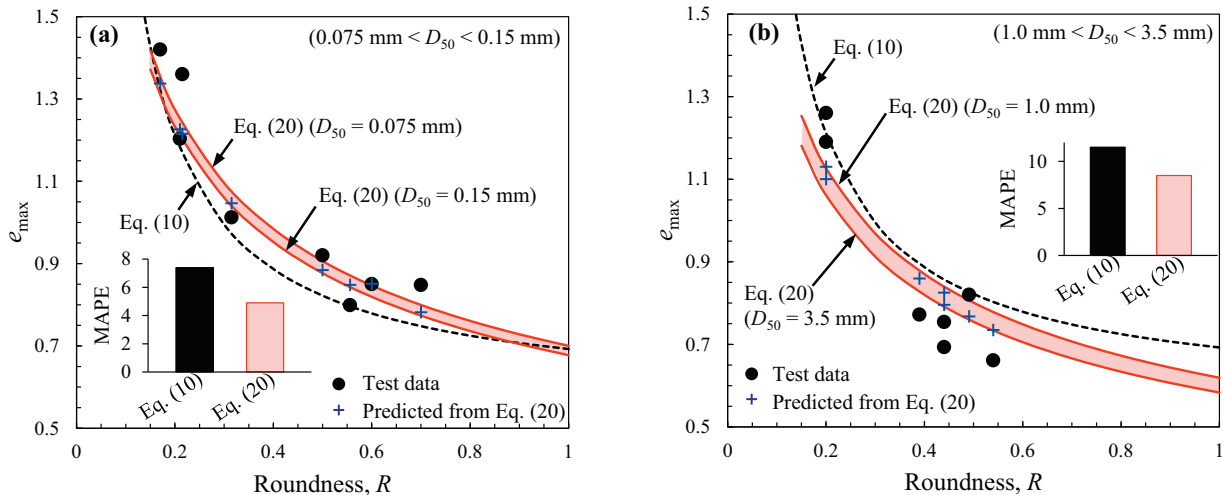 (a)
(0.075 mm < D50 < 0.15 mm)
1.5
1.3
1.1
0.9
0.7
0.5
emax
Eq. (20) (D50 = 0.075 mm)
Eq. (20) (D50 = 0.15 mm)
Eq. (10)
8
6
4
2
0
MAPE
Eq. (10)
Eq. (20)
Test data
Predicted from Eq. (20)
0
0.2
0.4
0.6
0.8
1
Roundness, R
(b)
(1.0 mm < D50 < 3.5 mm)
1.5
1.3
1.1
0.9
0.7
0.5
emax
Eq. (10)
Eq. (20) (D50 = 1.0 mm)
Eq. (20)
(D50 = 3.5 mm)
10
5
0
MAPE
Eq. (10)
Eq. (20)
Test data
Predicted from Eq. (20)
0
0.2
0.4
0.6
0.8
1
Roundness, R